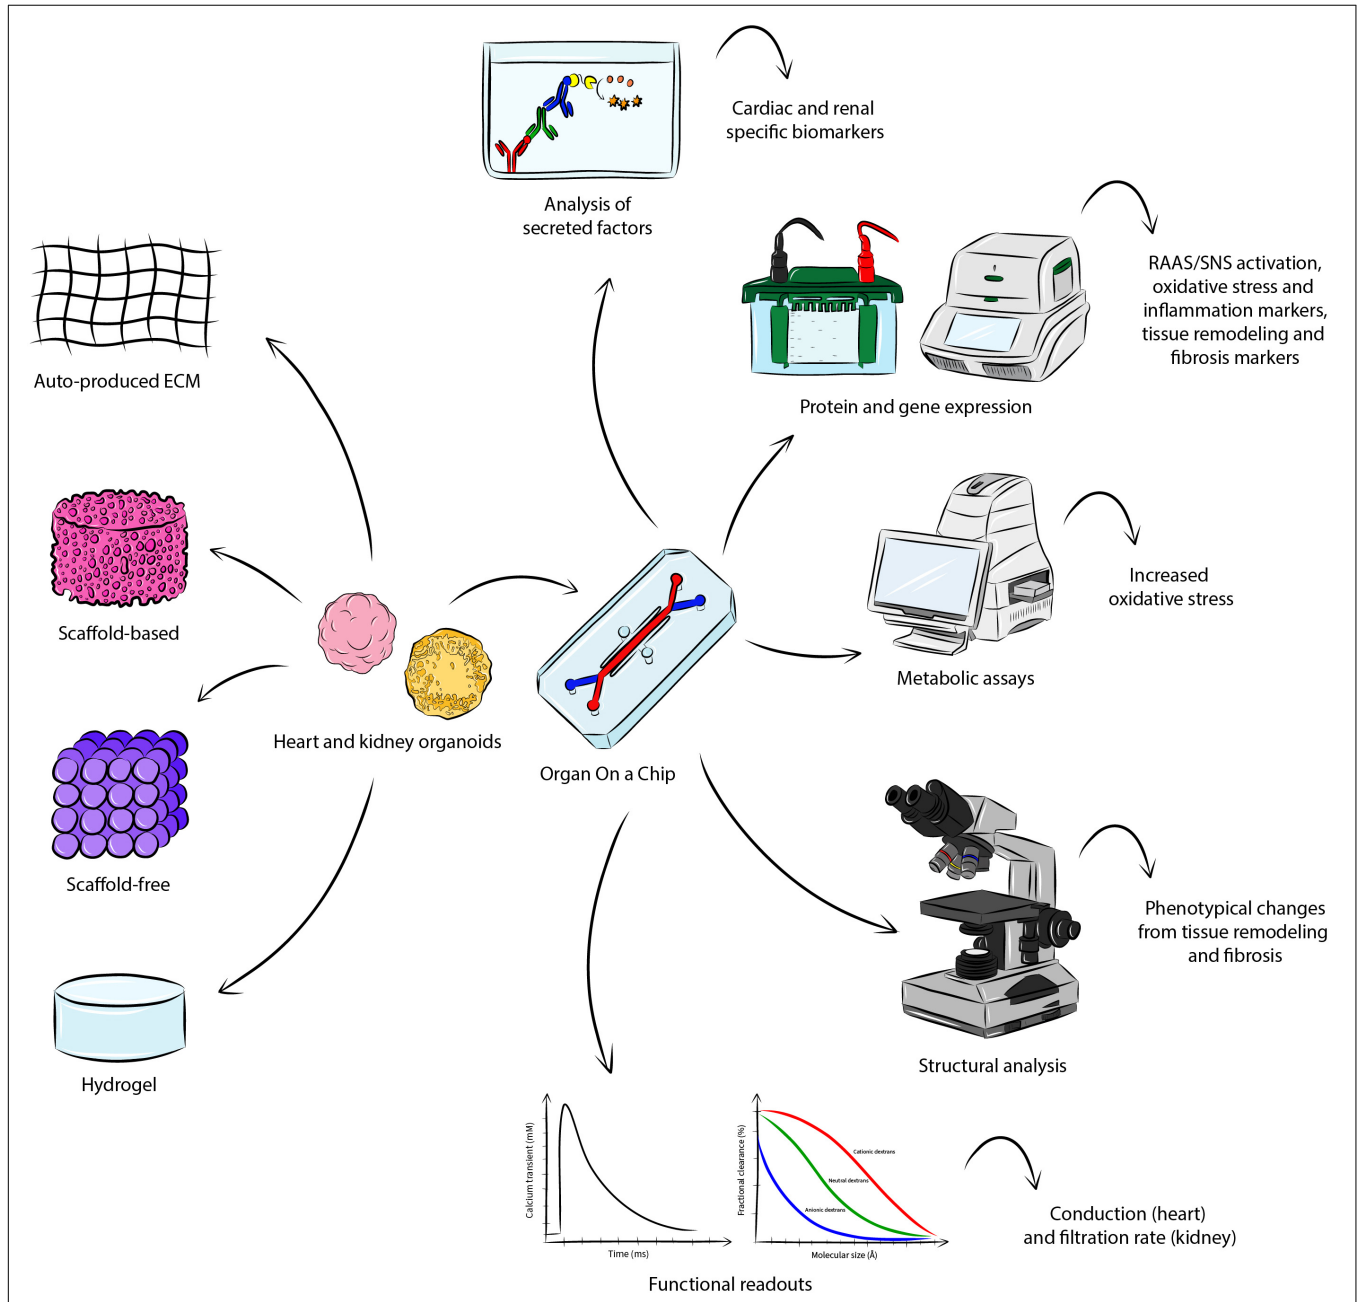 Cardiac and renal
specific biomarkers
Analysis of
secreted factors
RAAS/SNS activation,
oxidative stress and
inflammation markers,
tissue remodeling and
fibrosis markers
Protein and gene expression
Auto-produced ECM
Scaffold-based
Increased
oxidative stress
Metabolic assays
Heart and kidney organoids
Organ On a Chip
Scaffold-free
Phenotypical changes
from tissue remodeling
and fibrosis
Structural analysis
Hydrogel
Calcium transient (mM)
Time (ms)
Fractional clearance (%)
Cationic dextrans
Neutral dextrans
Anionic dextrans
Molecular size (Å)
Conduction (heart)
and filtration rate (kidney)
Functional readouts